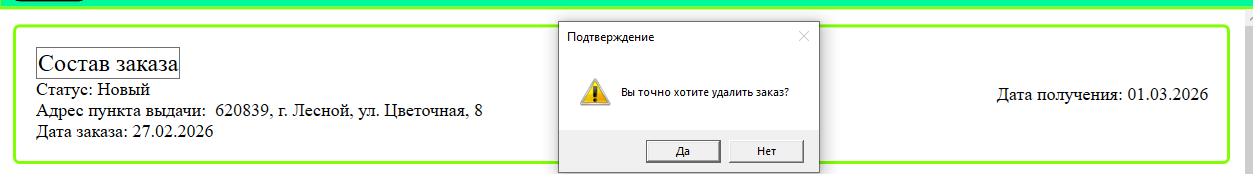 Состав заказа
Статус: Новый
Адрес пункта выдачи:  620839, г. Лесной, ул. Цветочная, 8
Дата заказа: 27.02.2026
Подтверждение
Вы точно хотите удалить заказ?
Да
Нет
Дата получения: 01.03.2026